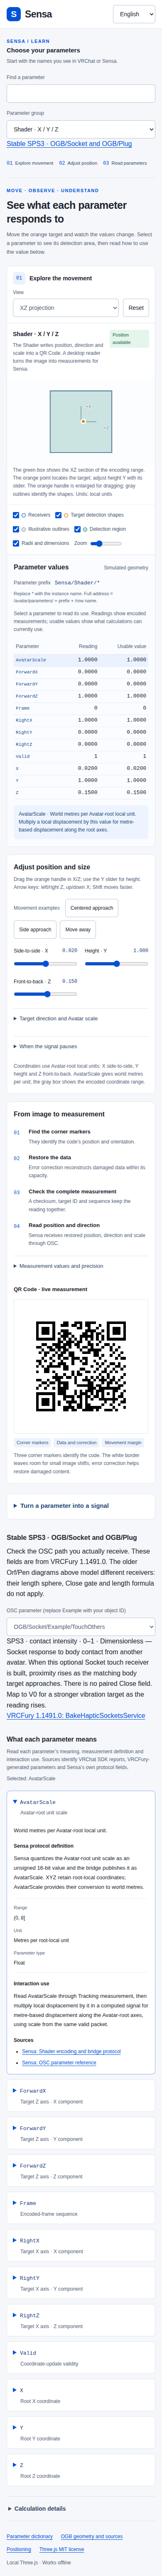 S Sensa
English
SENSA / LEARN
Choose your parameters
Start with the names you see in VRChat or Sensa.
Find a parameter
Parameter group
Shader · X / Y / Z
Stable SPS3 · OGB/Socket and OGB/Plug
01 Explore movement 02 Adjust position 03 Read parameters
MOVE · OBSERVE · UNDERSTAND
See what each parameter
responds to
Move the orange target and watch the values change. Select
a parameter to see its direction area, then read how to use
the value below.
01 Explore the movement
View
XZ projection
Reset
Shader · X / Y / Z
Position
available
The Shader writes position, direction and
scale into a QR Code. A desktop reader
turns the image into measurements for
Sensa.
The green box shows the XZ section of the encoding range.
The orange point locates the target; adjust height Y with its
slider. The orange ring is the handle for dragging; gray
outlines identify the shapes. Units: local units
Receivers
Target detection shapes
Illustrative outlines
Detection region
Radii and dimensions
Zoom
Parameter values
Simulated geometry
Parameter prefix Sensa/Shader/*
Replace * with the instance name. Full address =
/avatar/parameters/ + prefix + row name.
Select a parameter to read its use. Readings show encoded
measurements; usable values show what calculations can
currently use.
Parameter Reading Usable value
AvatarScale 1.0000 1.0000
ForwardX 0.0000 0.0000
ForwardY 0.0000 0.0000
ForwardZ 1.0000 1.0000
Frame 0 0
RightX 1.0000 1.0000
RightY 0.0000 0.0000
RightZ 0.0000 0.0000
Valid 1 1
X 0.0200 0.0200
Y 1.0000 1.0000
Z 0.1500 0.1500
AvatarScale · World metres per Avatar-root local unit.
Multiply a local displacement by this value for metre-
based displacement along the root axes.
Adjust position and size
Drag the orange handle in X/Z; use the Y slider for height.
Arrow keys: left/right Z, up/down X; Shift moves faster.
Movement examples
Centered approach
Side approach
Move away
Side-to-side · X 0.020
Height · Y 1.000
Front-to-back · Z 0.150
Target direction and Avatar scale
When the signal pauses
Coordinates use Avatar-root local units: X side-to-side, Y
height and Z front-to-back. AvatarScale gives world metres
per unit; the gray box shows the encoded coordinate range.
From image to measurement
01 Find the corner markers
They identify the code's position and orientation.
02 Restore the data
Error correction reconstructs damaged data within its
capacity.
03 Check the complete measurement
A checksum, target ID and sequence keep the
reading together.
04 Read position and direction
Sensa receives restored position, direction and scale
through OSC.
Measurement values and precision
QR Code · live measurement
Corner markers
Data and correction
Movement margin
Three corner markers identify the code. The white border
leaves room for small image shifts, error correction helps
restore damaged content.
Turn a parameter into a signal
Stable SPS3 · OGB/Socket and OGB/Plug
Check the OSC path you actually receive. These
fields are from VRCFury 1.1491.0. The older
Orf/Pen diagrams above model different receivers:
their length sphere, Close gate and length formula
do not apply.
OSC parameter (replace Example with your object ID)
OGB/Socket/Example/TouchOthers
SPS3 · contact intensity · 0–1 · Dimensionless —
Socket response to body contact from another
avatar. When this optional Socket touch receiver
is built, proximity rises as the matching body
target approaches. There is no paired Close field.
Map to V0 for a stronger vibration target as the
reading rises.
VRCFury 1.1491.0: BakeHapticSocketsService
What each parameter means
Read each parameter's meaning, measurement definition and
interaction use. Sources identify VRChat SDK reports, VRCFury-
generated parameters and Sensa's own protocol fields.
Selected: AvatarScale
AvatarScale
Avatar-root unit scale
World metres per Avatar-root local unit.
Sensa protocol definition
Sensa quantizes the Avatar-root unit scale as an
unsigned 16-bit value and the bridge publishes it as
AvatarScale. XYZ retain root-local coordinates;
AvatarScale provides their conversion to world metres.
Range
(0, 8]
Unit
Metres per root-local unit
Parameter type
Float
Interaction use
Read AvatarScale through Tracking measurement, then
multiply local displacement by it in a compound signal for
metre-based displacement along the Avatar-root axes,
using scale from the same valid packet.
Sources
Sensa: Shader encoding and bridge protocol
Sensa: OSC parameter reference
ForwardX
Target Z axis · X component
ForwardY
Target Z axis · Y component
ForwardZ
Target Z axis · Z component
Frame
Encoded-frame sequence
RightX
Target X axis · X component
RightY
Target X axis · Y component
RightZ
Target X axis · Z component
Valid
Coordinate-update validity
X
Root X coordinate
Y
Root Y coordinate
Z
Root Z coordinate
Calculation details
Parameter dictionary OGB geometry and sources
Positioning Three.js MIT license
Local Three.js · Works offline